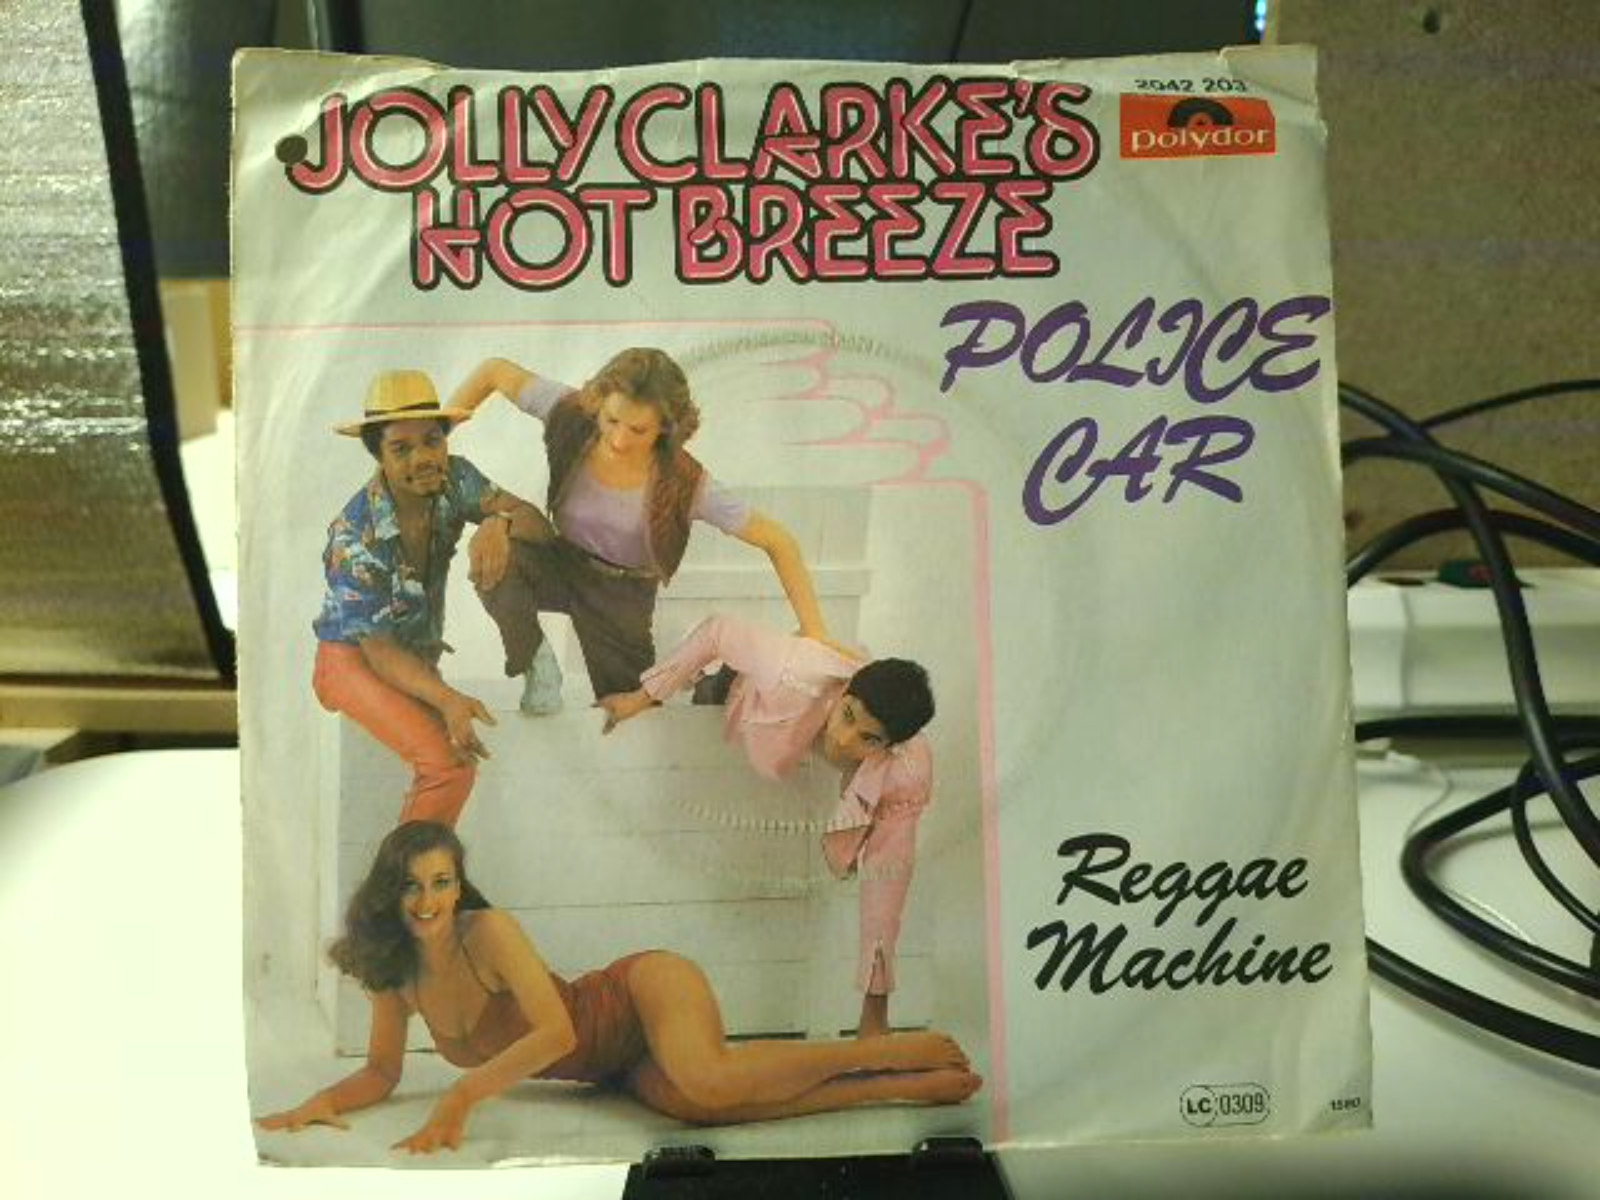 JOLLY CLARKE'S
HOT BREEZE
2042 203
polydor
POLICE
CAR
Reggae
Machine
LC 0309